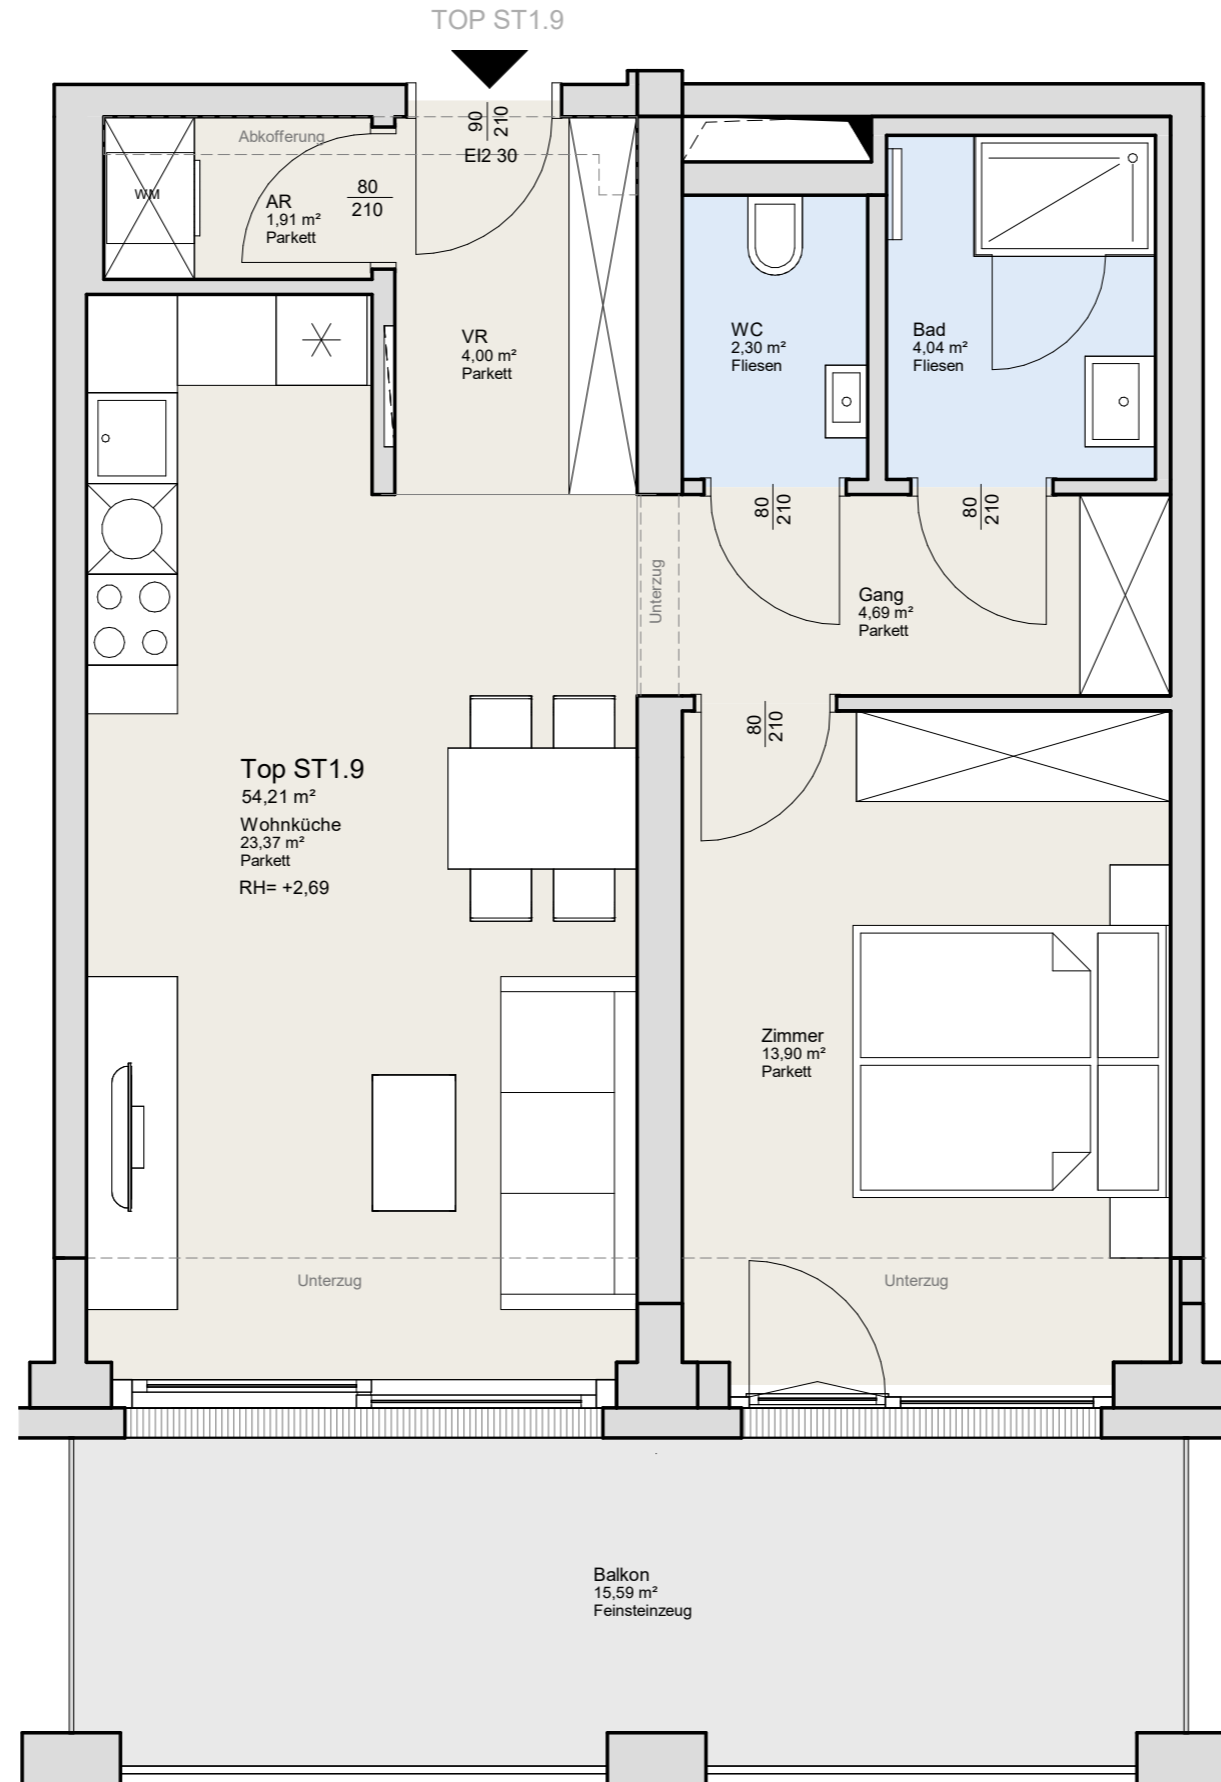 TOP ST1.9
90
210
EI2 30
Abkofferung
WM
AR
1,91 m²
Parkett
80
210
VR
4,00 m²
Parkett
WC
2,30 m²
Fliesen
Bad
4,04 m²
Fliesen
80
210
80
210
Unterzug
Gang
4,69 m²
Parkett
80
210
Top ST1.9
54,21 m²
Wohnküche
23,37 m²
Parkett
RH= +2,69
Zimmer
13,90 m²
Parkett
Unterzug
Unterzug
Balkon
15,59 m²
Feinsteinzeug